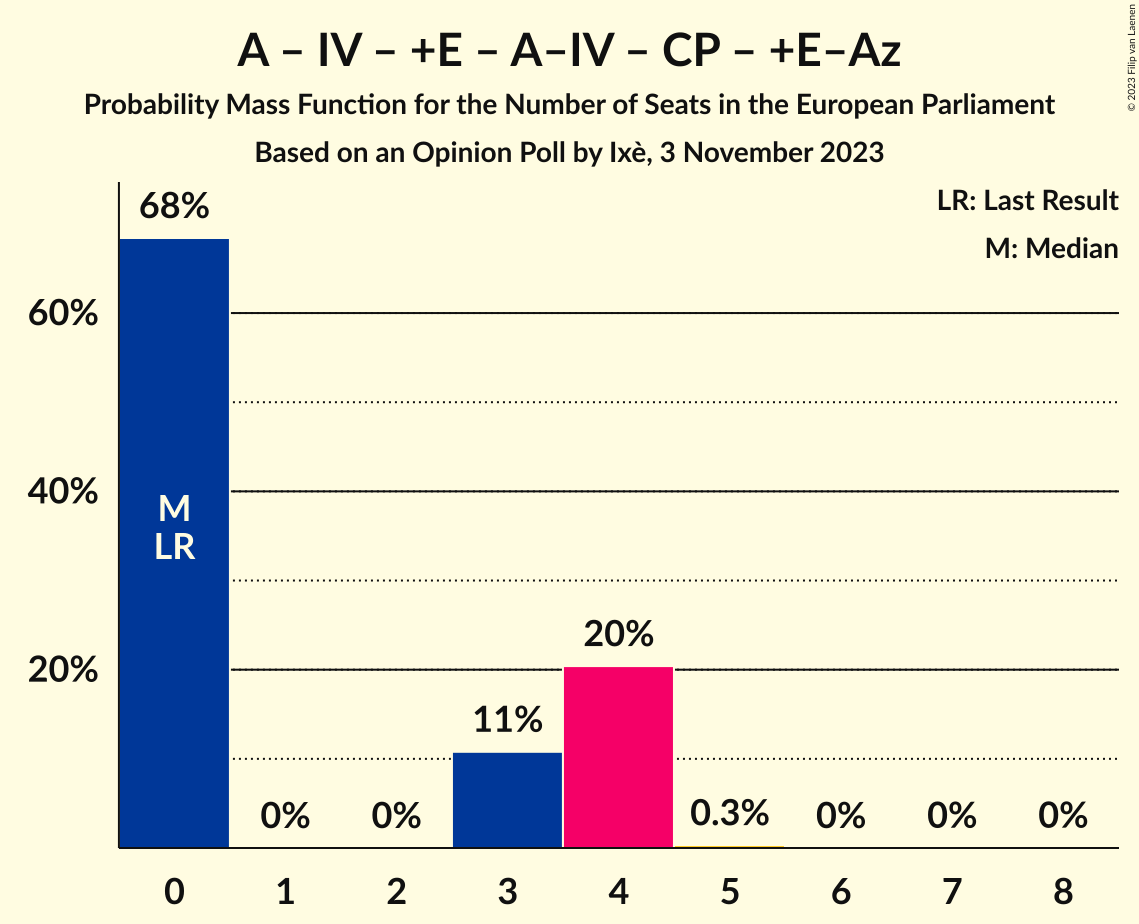 A – IV – +E – A–IV – CP – +E–Az
Probability Mass Function for the Number of Seats in the European Parliament
Based on an Opinion Poll by Ixè, 3 November 2023
© 2023 Filip van Laenen
LR: Last Result
M: Median
68%
60%
40%
20%
M
LR
0%
0%
11%
20%
0.3%
0%
0%
0%
0 1 2 3 4 5 6 7 8